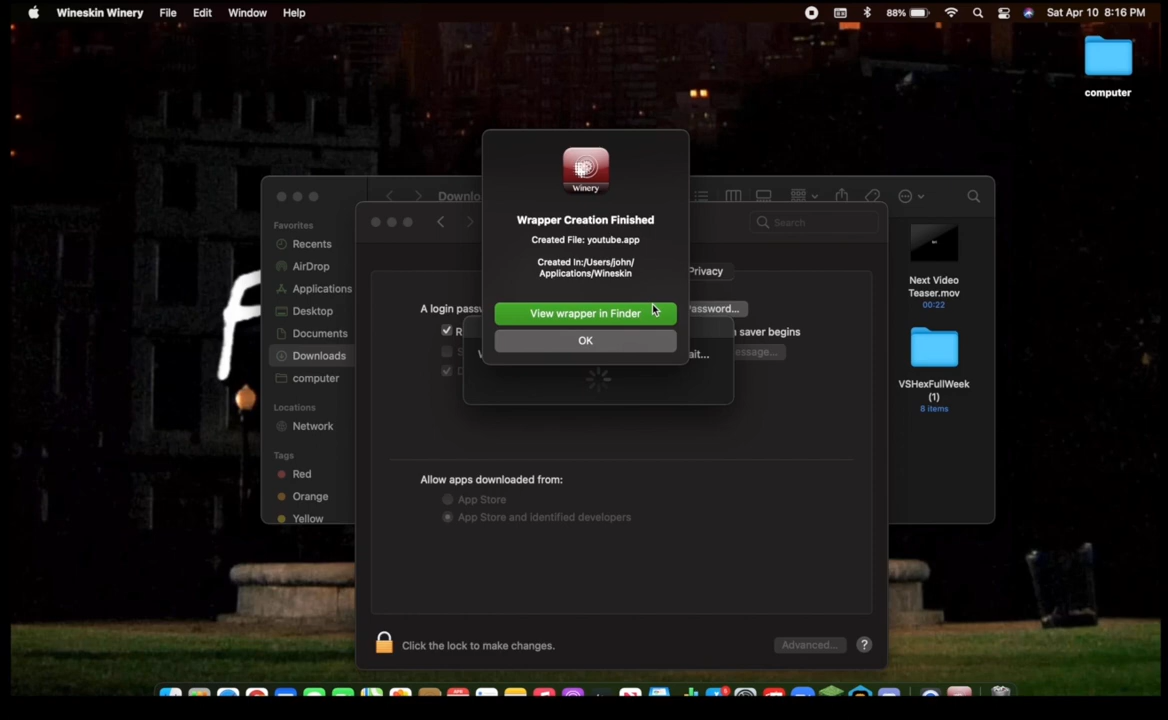 Wineskin Winery File Edit Window Help
88% Sat Apr 10 8:16 PM
computer
Winery
Wrapper Creation Finished
Created File: youtube.app
Created In:/Users/john/
Applications/Wineskin
View wrapper in Finder
OK
Downlo
Favorites
Recents
AirDrop
Applications
Desktop
Documents
Downloads
computer
Locations
Network
Tags
Red
Orange
Yellow
Search
Privacy
A login passw
assword...
R
saver begins
essage...
ait...
Allow apps downloaded from:
App Store
App Store and identified developers
Click the lock to make changes.
Advanced...
?
Next Video
Teaser.mov
00:22
VSHexFullWeek
(1)
8 items